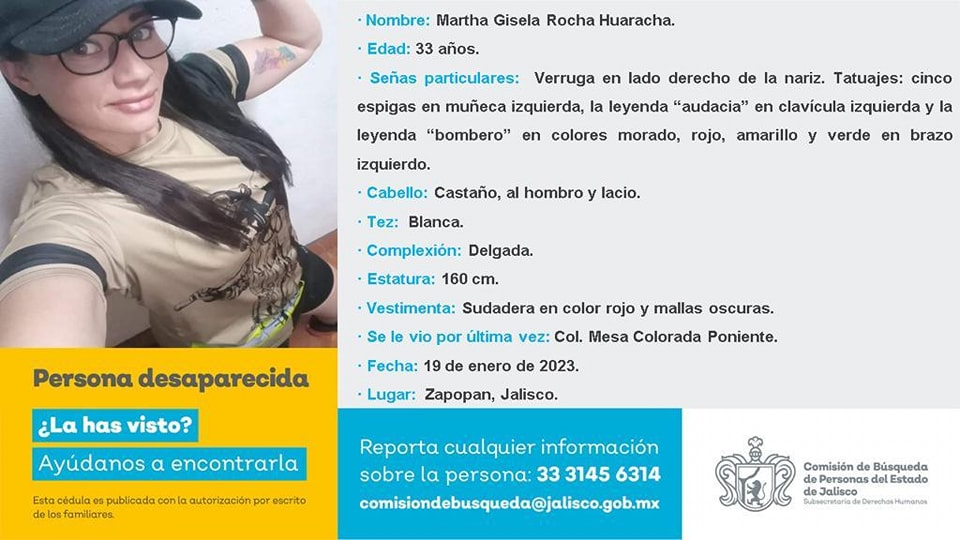 · Nombre: Martha Gisela Rocha Huaracha.
· Edad: 33 años.
· Señas particulares: Verruga en lado derecho de la nariz. Tatuajes: cinco
espigas en muñeca izquierda, la leyenda “audacia” en clavícula izquierda y la
leyenda “bombero” en colores morado, rojo, amarillo y verde en brazo
izquierdo.
· Cabello: Castaño, al hombro y lacio.
· Tez: Blanca.
· Complexión: Delgada.
· Estatura: 160 cm.
· Vestimenta: Sudadera en color rojo y mallas oscuras.
· Se le vio por última vez: Col. Mesa Colorada Poniente.
· Fecha: 19 de enero de 2023.
· Lugar: Zapopan, Jalisco.
Persona desaparecida
¿La has visto?
Ayúdanos a encontrarla
Esta cédula es publicada con la autorización por escrito
de los familiares.
Reporta cualquier información
sobre la persona: 33 3145 6314
comisiondebusqueda@jalisco.gob.mx
Comisión de Búsqueda
de Personas del Estado
de Jalisco
Subsecretaría de Derechos Humanos